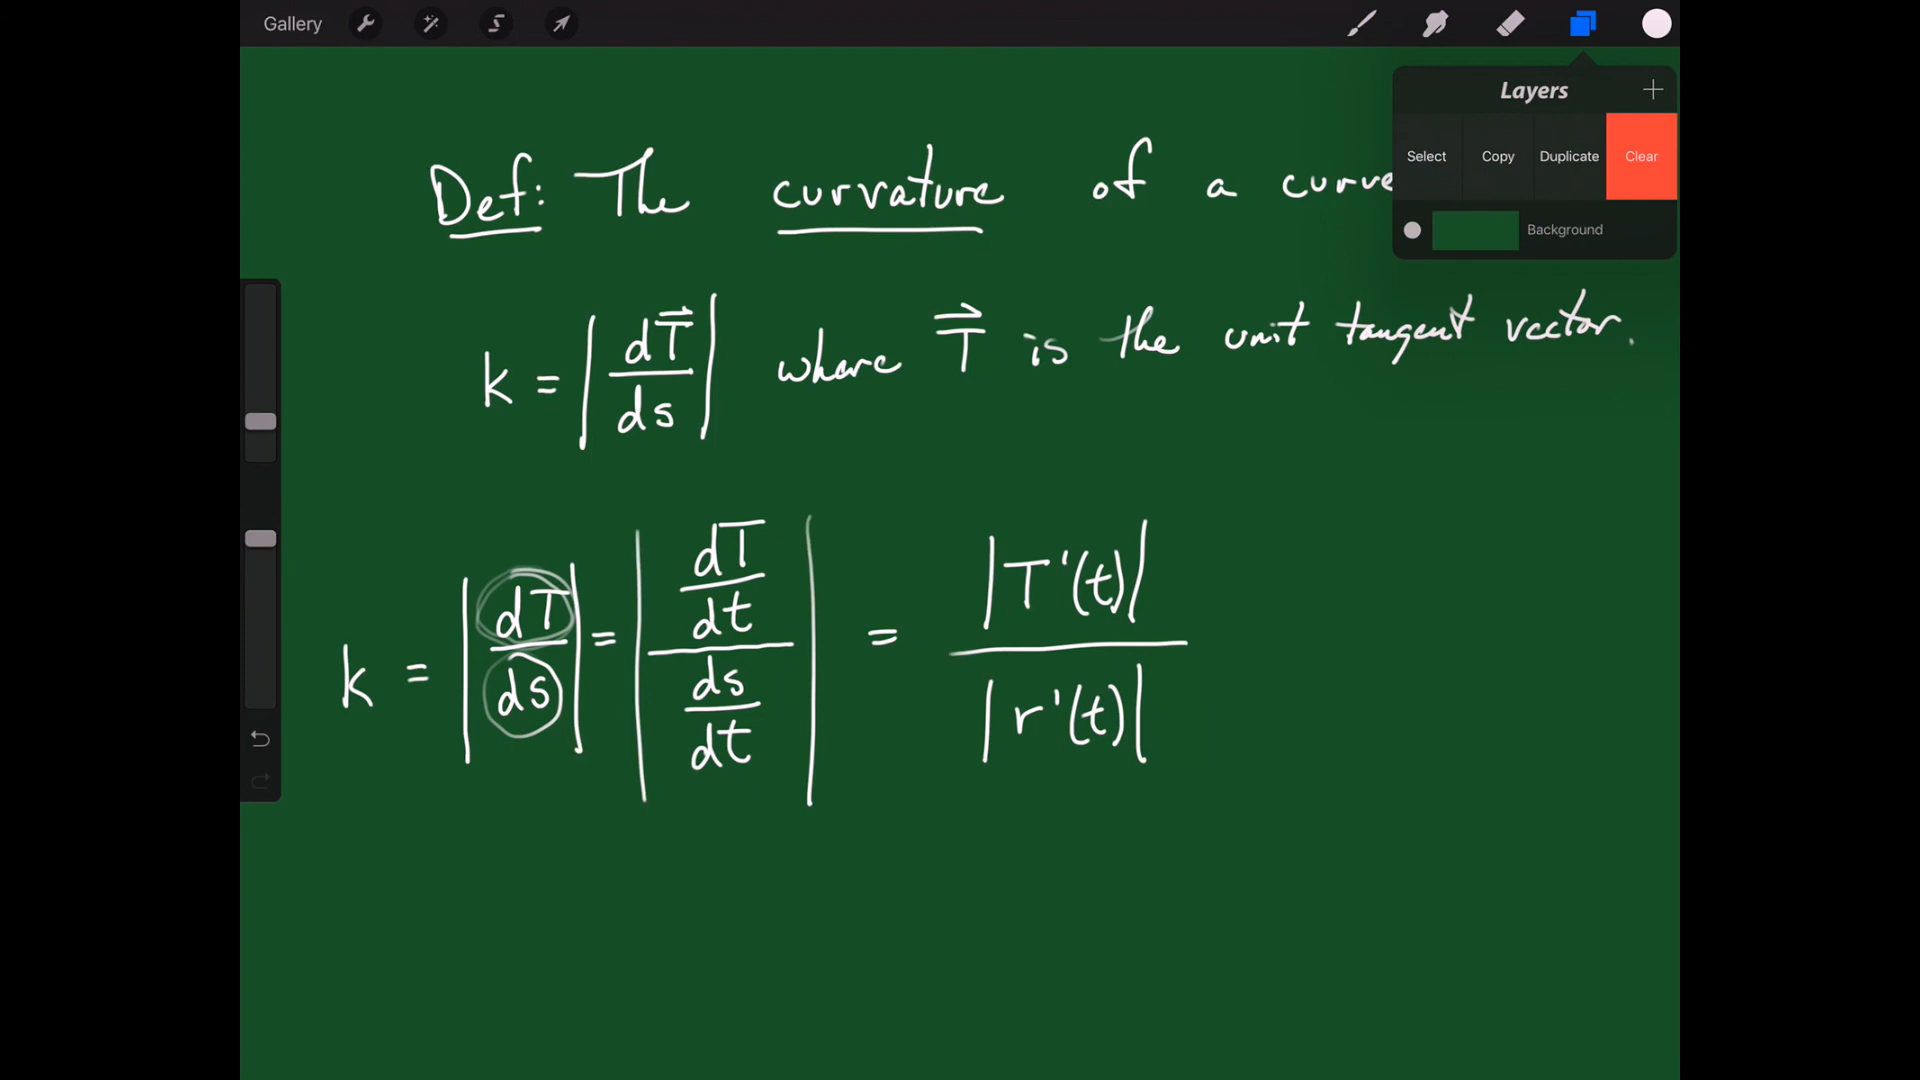 Gallery
Layers
Select Copy Duplicate Clear
Background
Def: The curvature of a curve
k = | dT⃗ / ds | where T⃗ is the unit tangent vector.
k = | dT / ds | = | (dT / dt) / (ds / dt) | = |T'(t)| / |r'(t)|